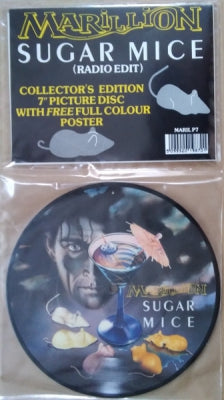 MARILLION
SUGAR MICE
(RADIO EDIT)
COLLECTOR'S EDITION
7" PICTURE DISC
WITH FREE FULL COLOUR
POSTER
MARIL P7
MARILLION
SUGAR
MICE